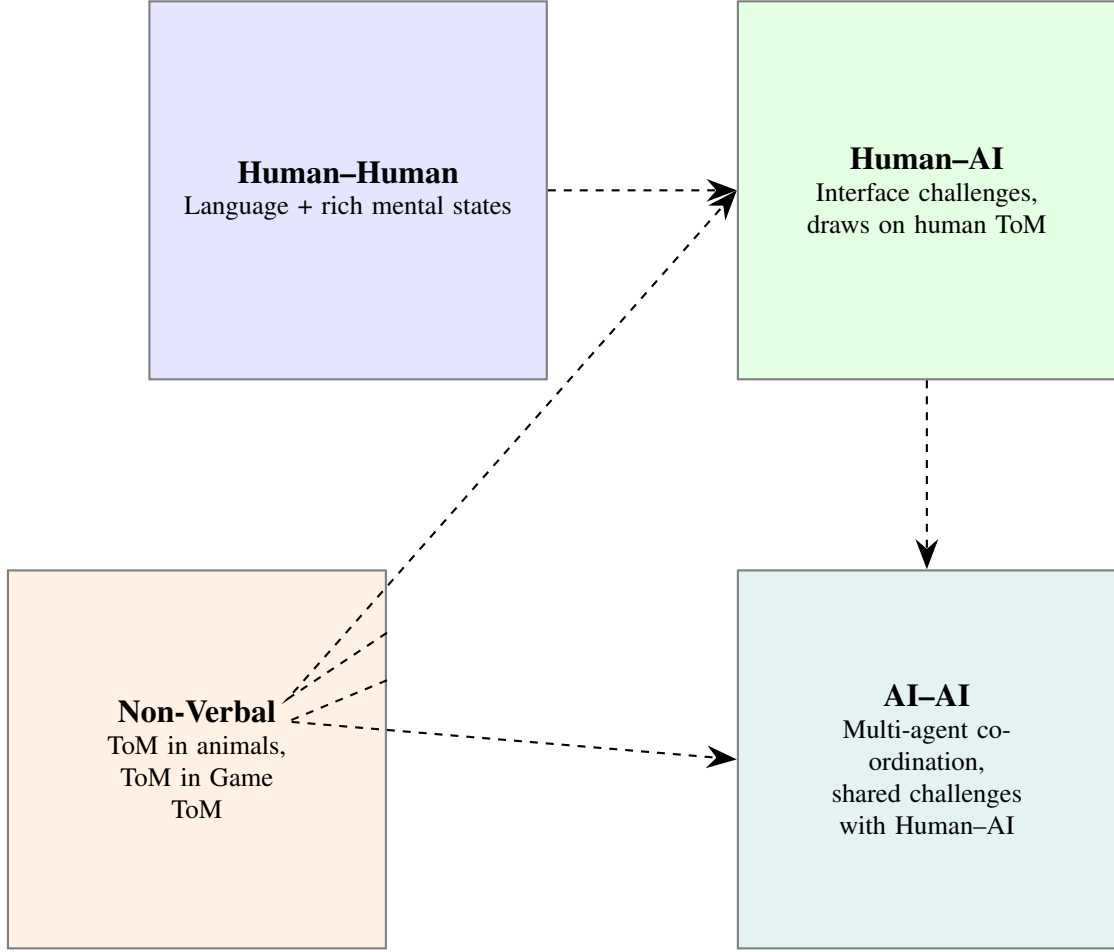 Human–Human
Language + rich mental states
Human–AI
Interface challenges,
draws on human ToM
Non-Verbal
ToM in animals,
ToM in Game
ToM
AI–AI
Multi-agent co-
ordination,
shared challenges
with Human–AI